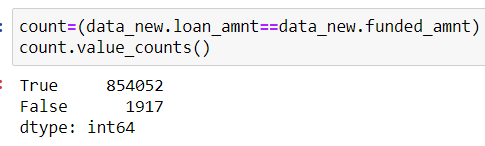 count=(data_new.loan_amnt==data_new.funded_amnt)
count.value_counts()
True     854052
False      1917
dtype: int64